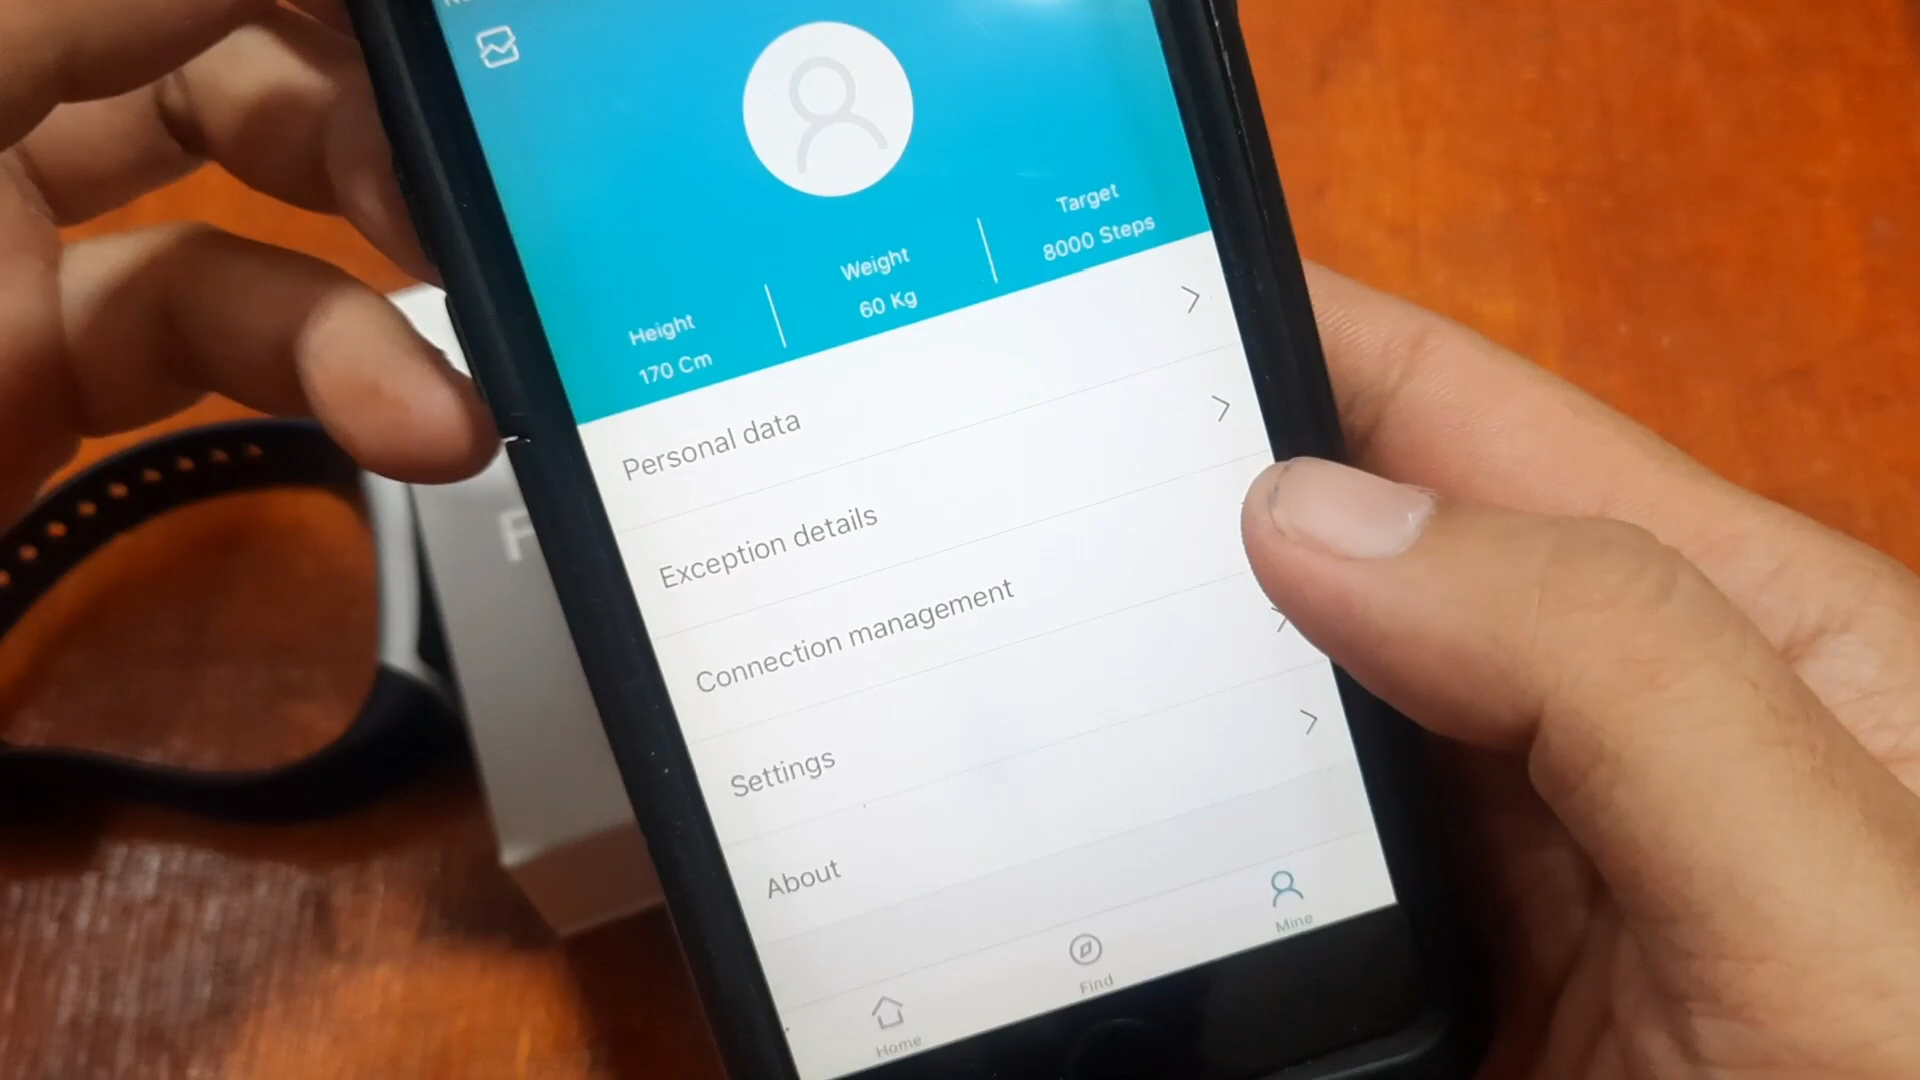 Height
170 Cm
Weight
60 Kg
Target
8000 Steps
Personal data
Exception details
Connection management
Settings
About
Home
Find
Mine